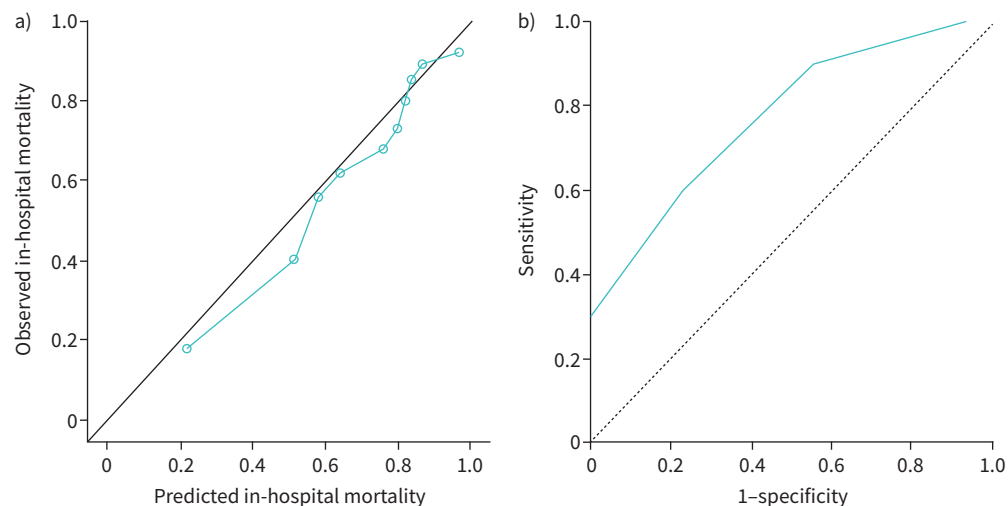 a)
1.0
0.8
0.6
0.4
0.2
0
Observed in-hospital mortality
0 0.2 0.4 0.6 0.8 1.0
Predicted in-hospital mortality
b)
1.0
0.8
0.6
0.4
0.2
0
Sensitivity
0 0.2 0.4 0.6 0.8 1.0
1–specificity